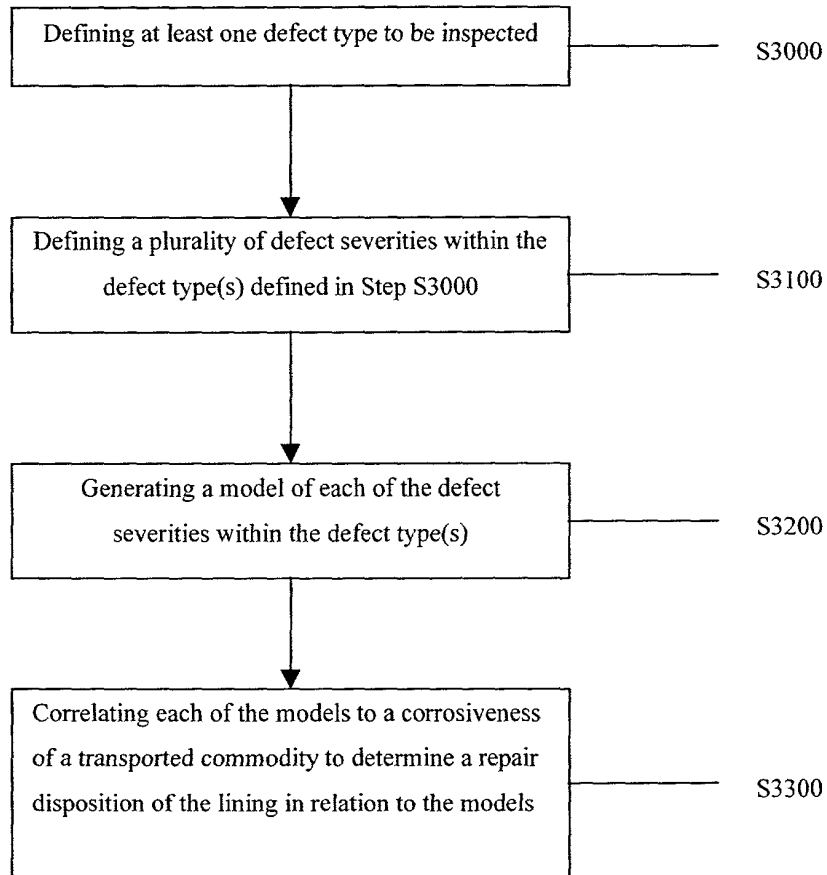 Defining at least one defect type to be inspected
S3000
Defining a plurality of defect severities within the
defect type(s) defined in Step S3000
S3100
Generating a model of each of the defect
severities within the defect type(s)
S3200
Correlating each of the models to a corrosiveness
of a transported commodity to determine a repair
disposition of the lining in relation to the models
S3300